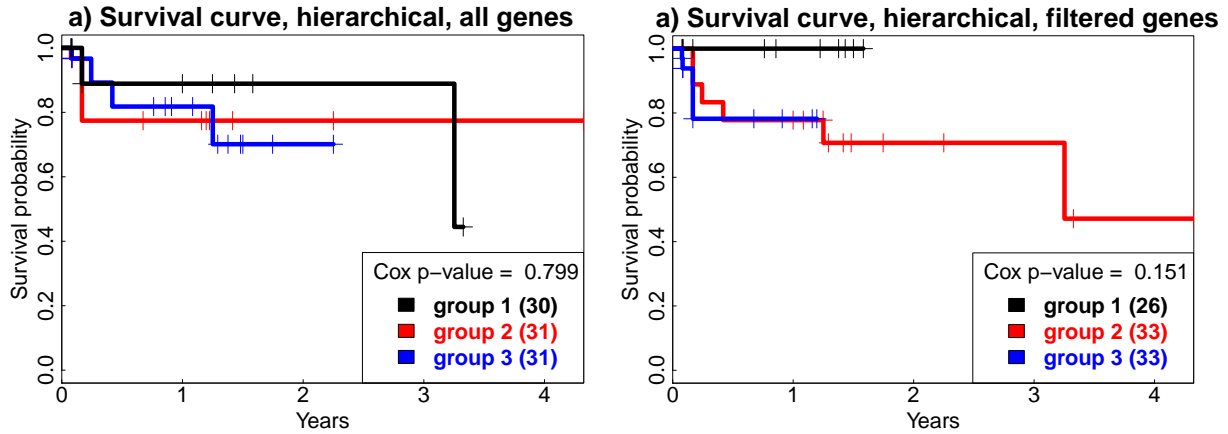 a) Survival curve, hierarchical, all genes
Survival probability
1.0
0.8
0.6
0.4
0.2
0.0
Cox p−value = 0.799
group 1 (30)
group 2 (31)
group 3 (31)
0 1 2 3 4
Years
a) Survival curve, hierarchical, filtered genes
Survival probability
1.0
0.8
0.6
0.4
0.2
0.0
Cox p−value = 0.151
group 1 (26)
group 2 (33)
group 3 (33)
0 1 2 3 4
Years